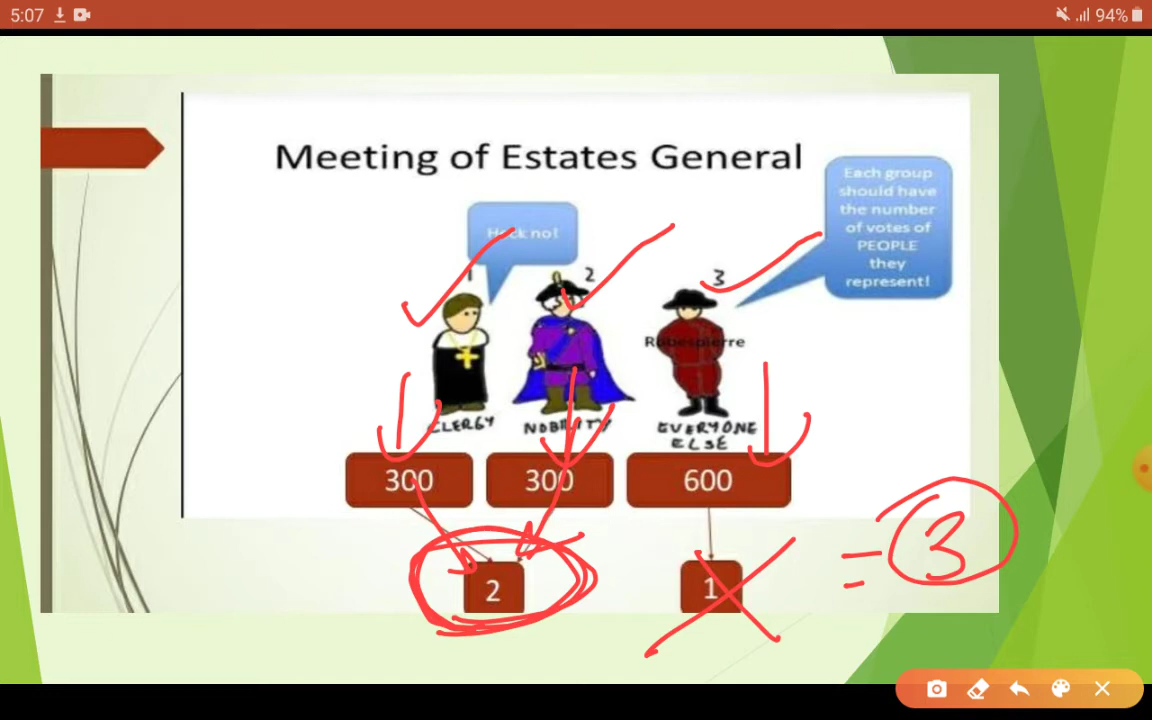 5:07
94%
Meeting of Estates General
Each group
should have
the number
of votes of
PEOPLE
they
represent!
Heck no!
1
2
3
Robespierre
CLERGY
NOBILITY
EVERYONE
ELSE
300
300
600
2
1
= 3